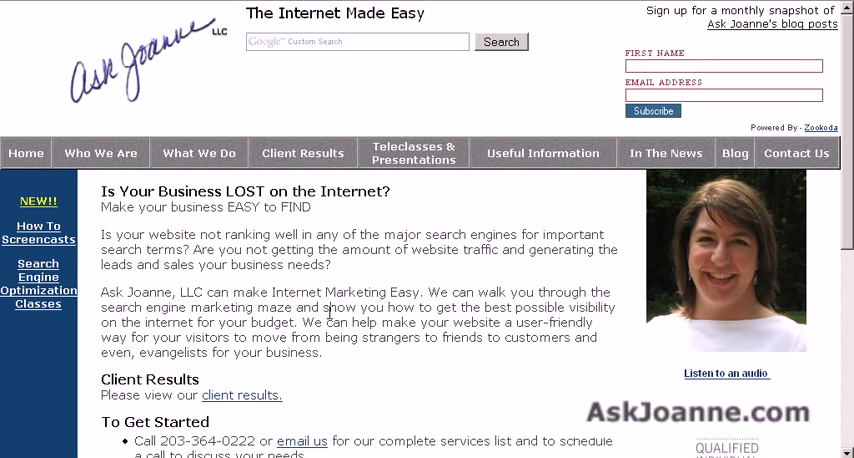 Ask Joanne LLC
The Internet Made Easy
Google™ Custom Search
Search
Sign up for a monthly snapshot of
Ask Joanne's blog posts
FIRST NAME
EMAIL ADDRESS
Subscribe
Powered By - Zookoda
Home
Who We Are
What We Do
Client Results
Teleclasses &
Presentations
Useful Information
In The News
Blog
Contact Us
NEW!!
How To
Screencasts
Search
Engine
Optimization
Classes
Is Your Business LOST on the Internet?
Make your business EASY to FIND
Is your website not ranking well in any of the major search engines for important
search terms? Are you not getting the amount of website traffic and generating the
leads and sales your business needs?
Ask Joanne, LLC can make Internet Marketing Easy. We can walk you through the
search engine marketing maze and show you how to get the best possible visibility
on the internet for your budget. We can help make your website a user-friendly
way for your visitors to move from being strangers to friends to customers and
even, evangelists for your business.
Client Results
Please view our client results.
To Get Started
• Call 203-364-0222 or email us for our complete services list and to schedule
a call to discuss your needs
Listen to an audio
AskJoanne.com
QUALIFIED
INDIVIDUAL